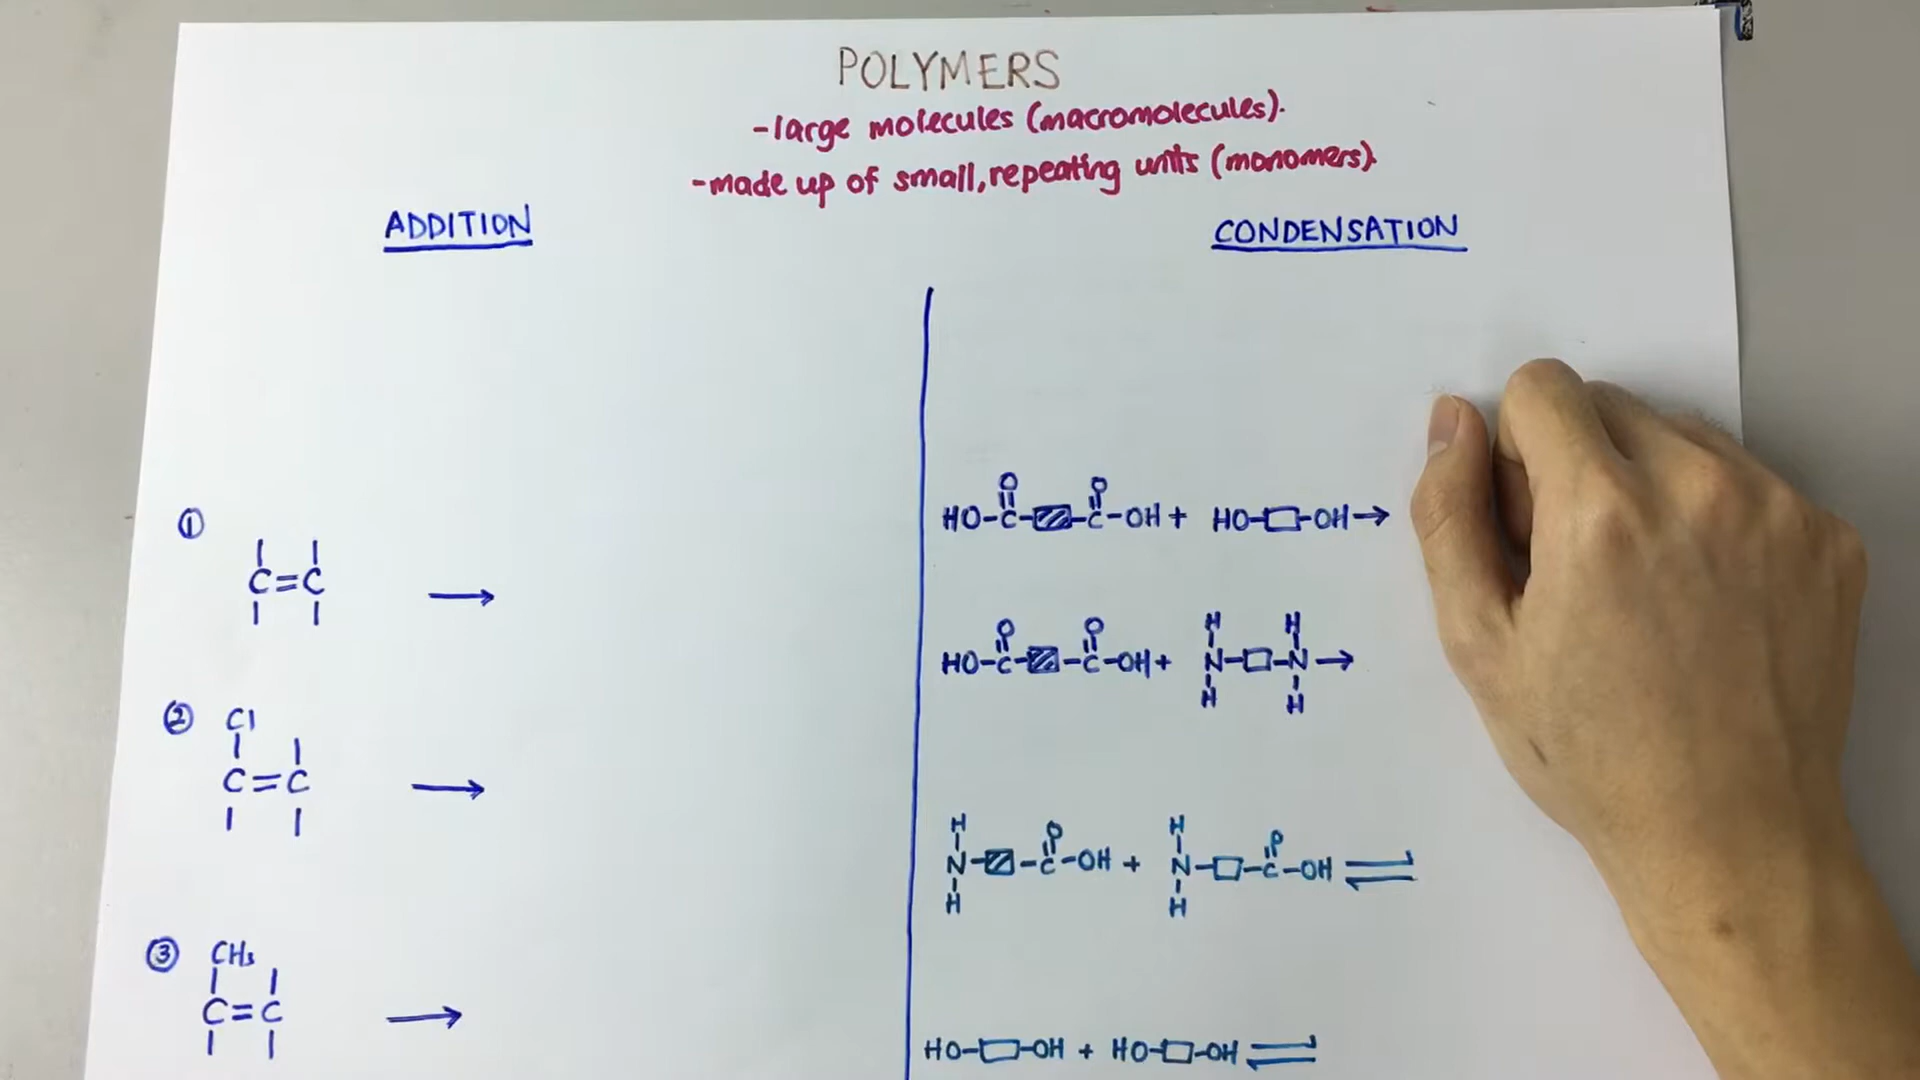 POLYMERS
-large molecules (macromolecules).
-made up of small, repeating units (monomers).
ADDITION
CONDENSATION
①
C=C
②
Cl
C=C
③
CH₃
C=C
O O
HO-C-▨-C-OH + HO-□-OH→
O O H H
HO-C-▨-C-OH + N-□-N→
H H
H O H O
N-▨-C-OH + N-□-C-OH ⇌
H H
HO-□-OH + HO-□-OH ⇌